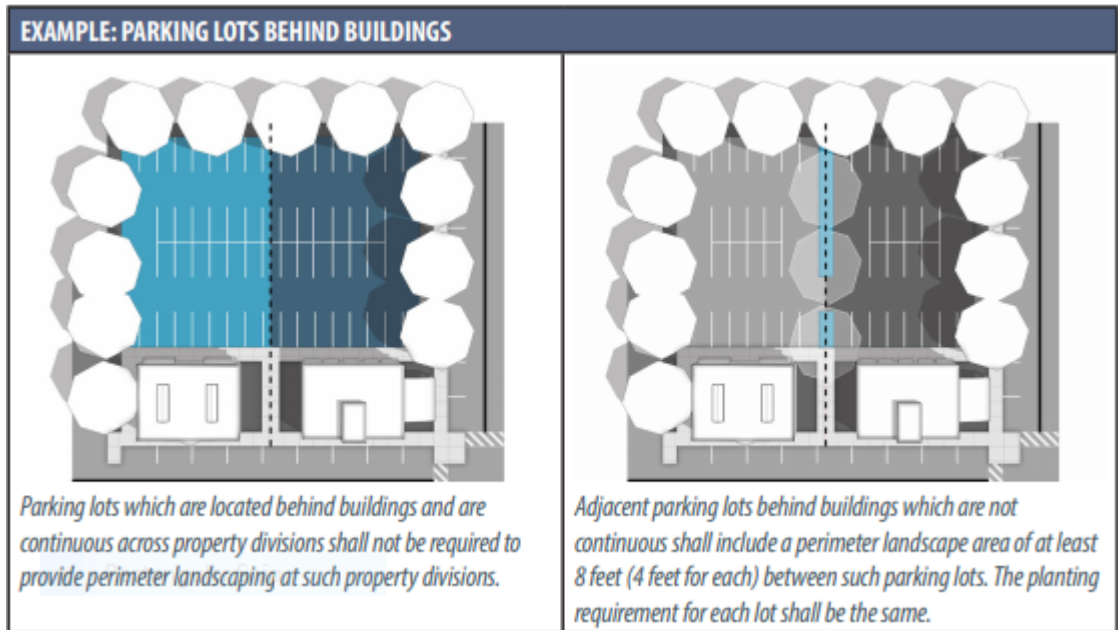 EXAMPLE: PARKING LOTS BEHIND BUILDINGS
Parking lots which are located behind buildings and are
continuous across property divisions shall not be required to
provide perimeter landscaping at such property divisions.
Adjacent parking lots behind buildings which are not
continuous shall include a perimeter landscape area of at least
8 feet (4 feet for each) between such parking lots. The planting
requirement for each lot shall be the same.